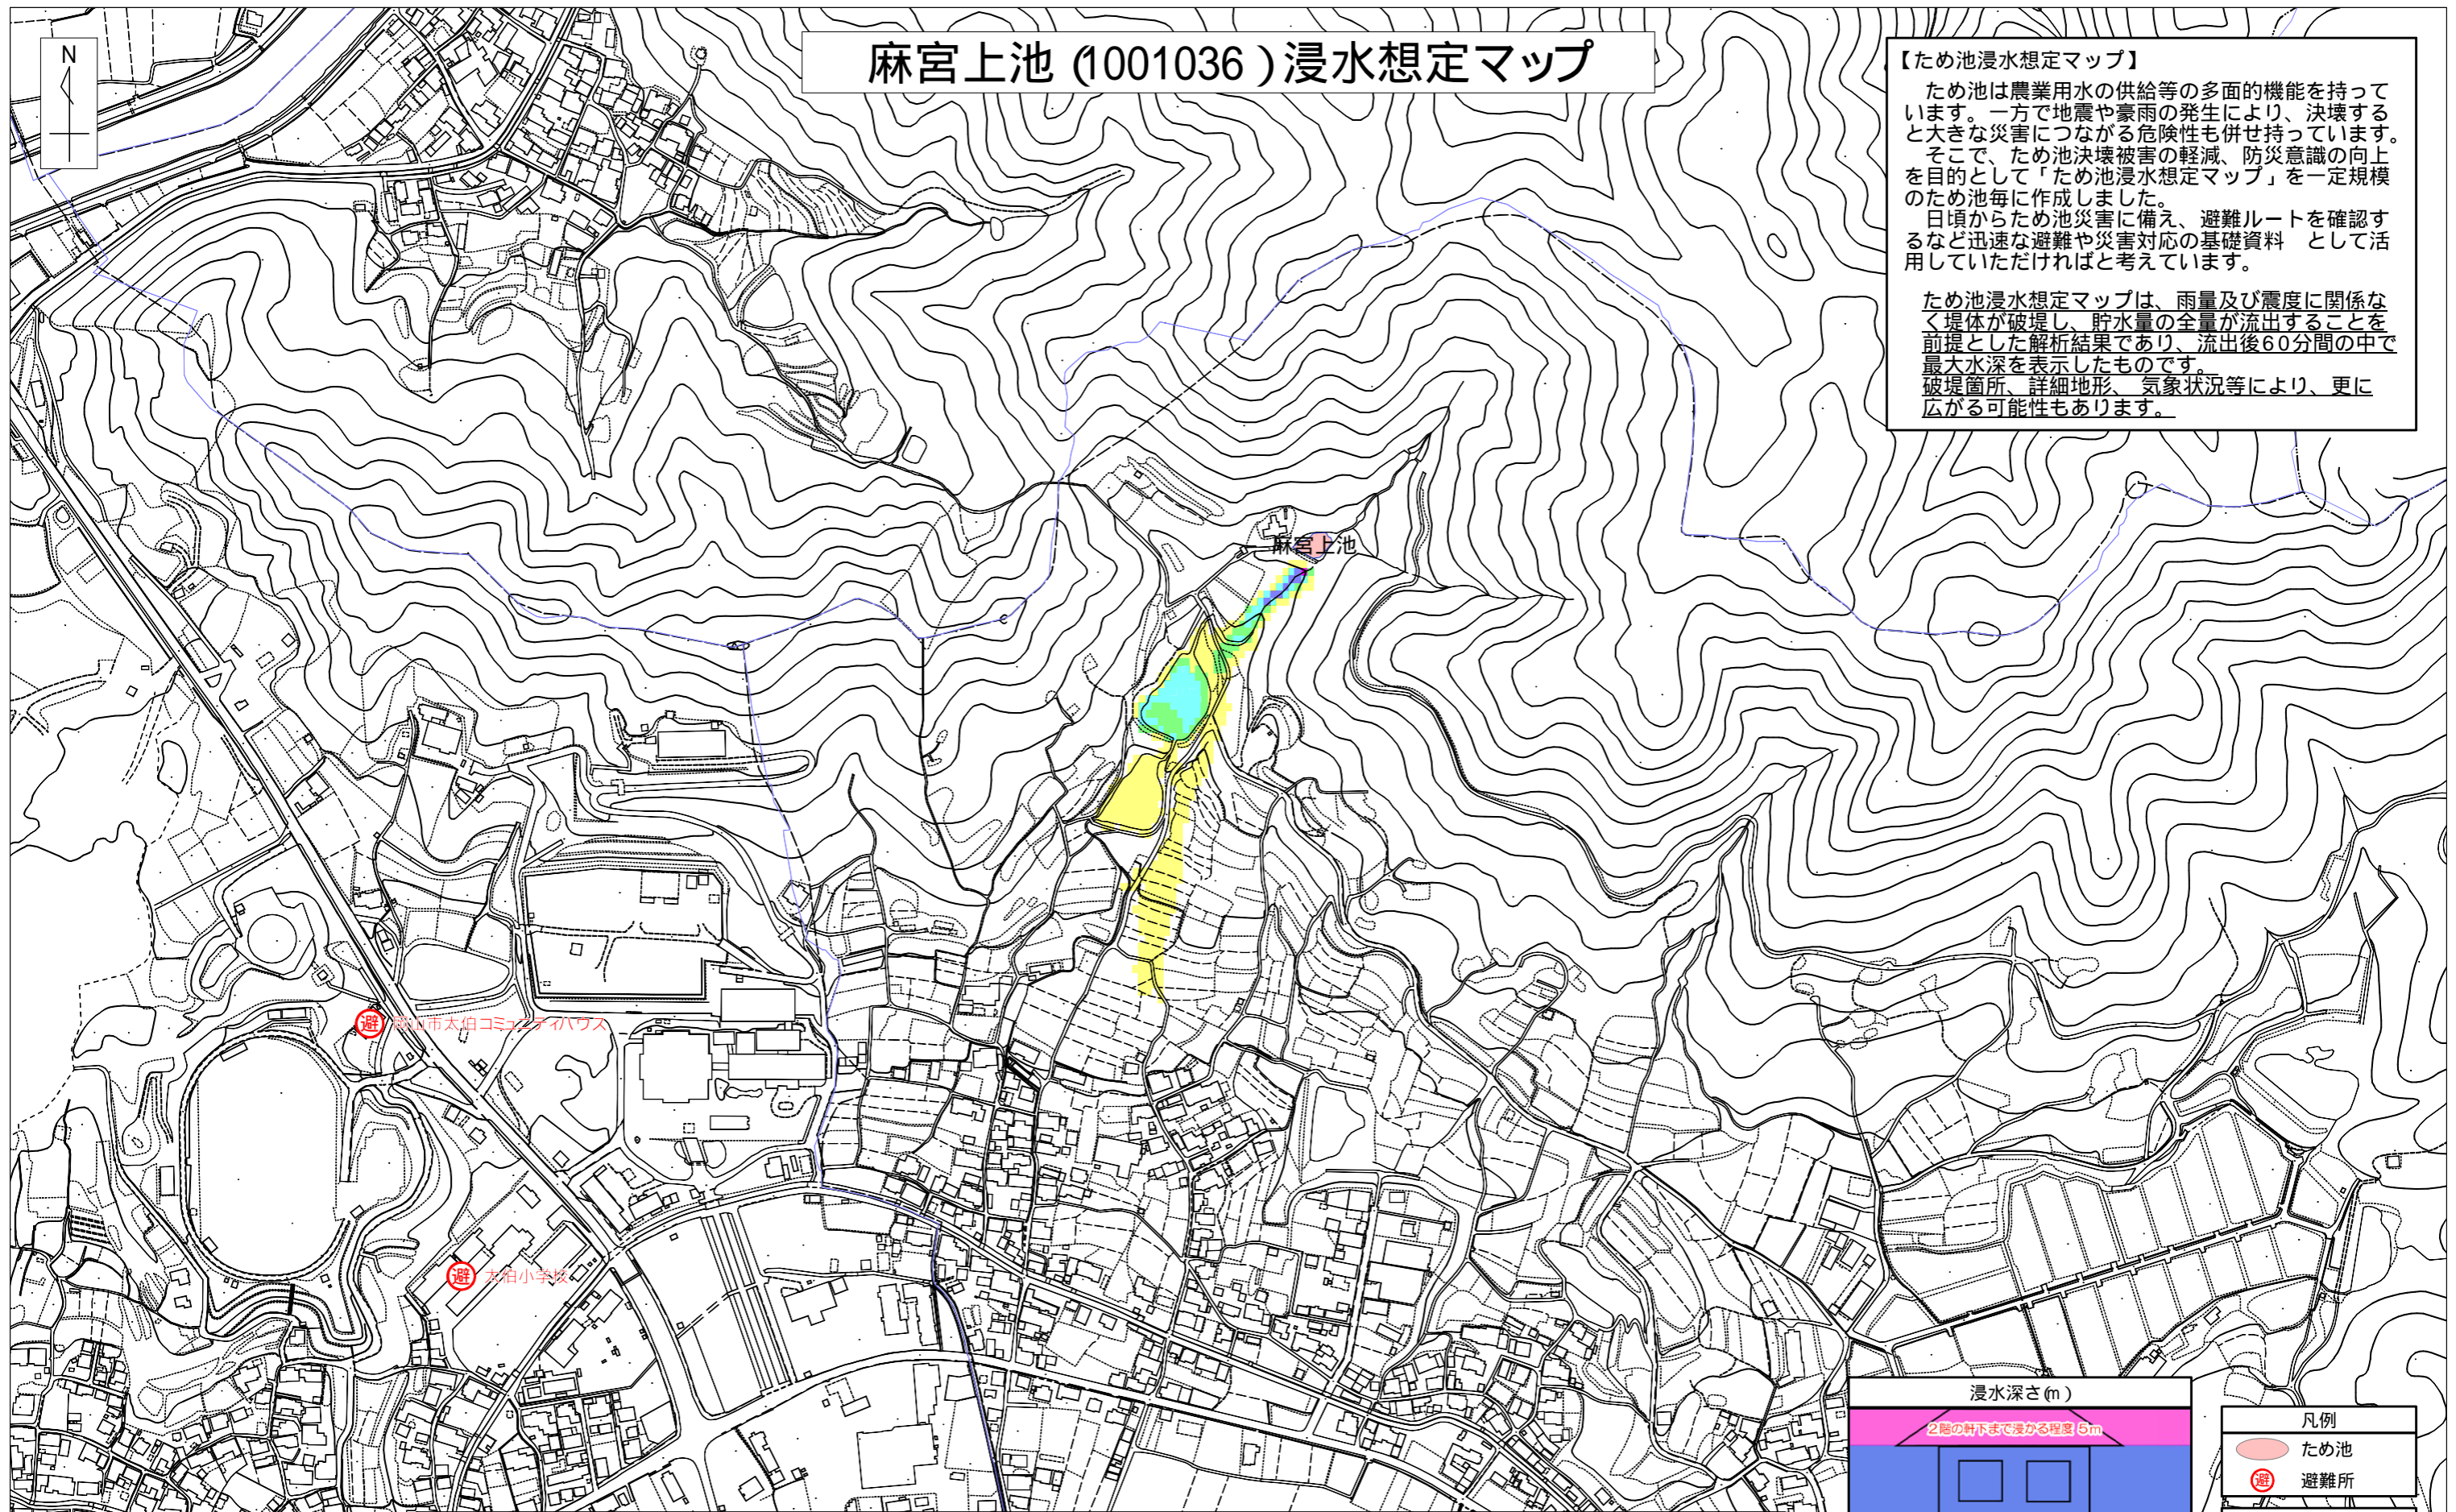 麻宮上池 (1001036 ) 浸水想定マップ
N
【ため池浸水想定マップ】
ため池は農業用水の供給等の多面的機能を持って
います。一方で地震や豪雨の発生により、決壊する
と大きな災害につながる危険性も併せ持っています。
そこで、ため池決壊被害の軽減、防災意識の向上
を目的として「ため池浸水想定マップ」を一定規模
のため池毎に作成しました。
日頃からため池災害に備え、避難ルートを確認す
るなど迅速な避難や災害対応の基礎資料　として活
用していただければと考えています。
ため池浸水想定マップは、雨量及び震度に関係な
く堤体が破堤し、貯水量の全量が流出することを
前提とした解析結果であり、流出後60分間の中で
最大水深を表示したものです。
破堤箇所、詳細地形、気象状況等により、更に
広がる可能性もあります。
麻宮上池
避 岡山市太伯コミュニティハウス
避 太伯小学校
浸水深さ(m)
2階の軒下まで浸かる程度 5m
凡例
ため池
避 避難所